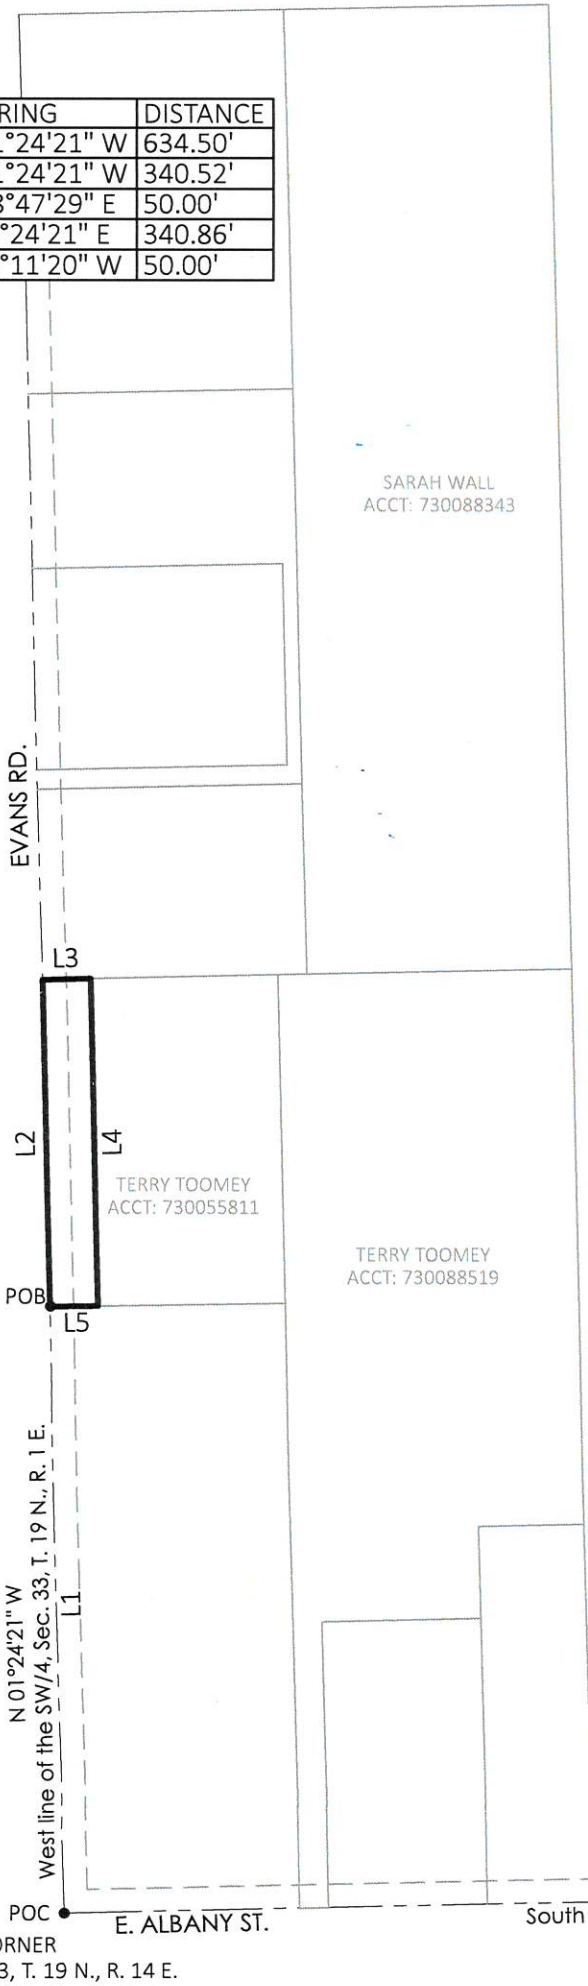 RING DISTANCE
°24'21" W 634.50'
°24'21" W 340.52'
°47'29" E 50.00'
°24'21" E 340.86'
°11'20" W 50.00'
SARAH WALL
ACCT: 730088343
EVANS RD.
L3
L2
L4
TERRY TOOMEY
ACCT: 730055811
TERRY TOOMEY
ACCT: 730088519
POB
L5
N 01°24'21" W
West line of the SW/4, Sec. 33, T. 19 N., R. 1 E.
L1
POC
E. ALBANY ST.
South
ORNER
3, T. 19 N., R. 14 E.